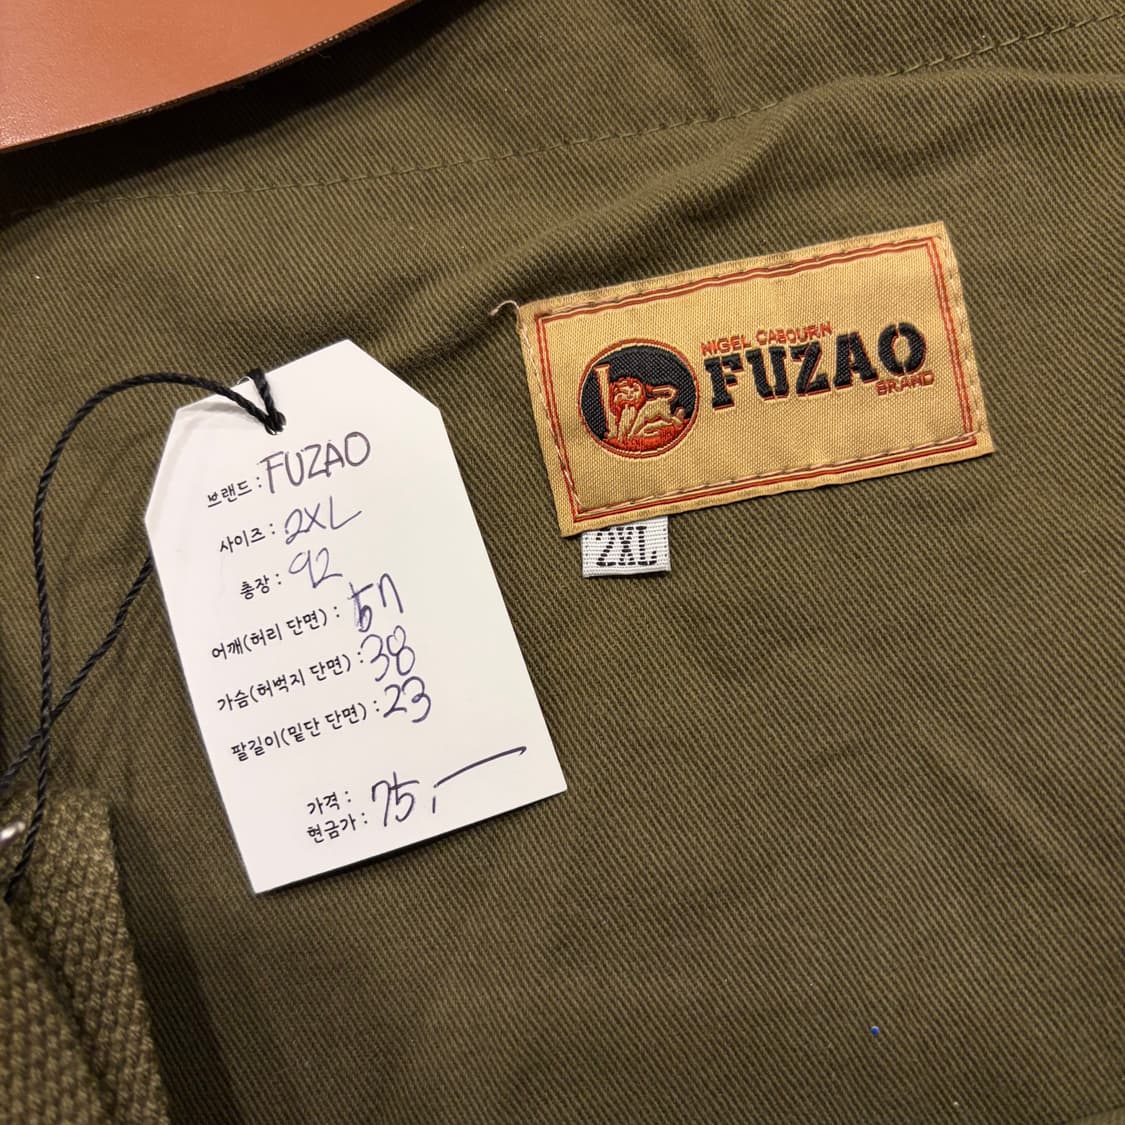 브랜드 : FUZAO
사이즈 : 2XL
총장 : 92
어깨(허리 단면) : 57
가슴(허벅지 단면) : 38
팔길이(밑단 단면) : 23
가격 :
현금가 : 75,—
NIGEL CABOURN
FUZAO
BRAND
2XL